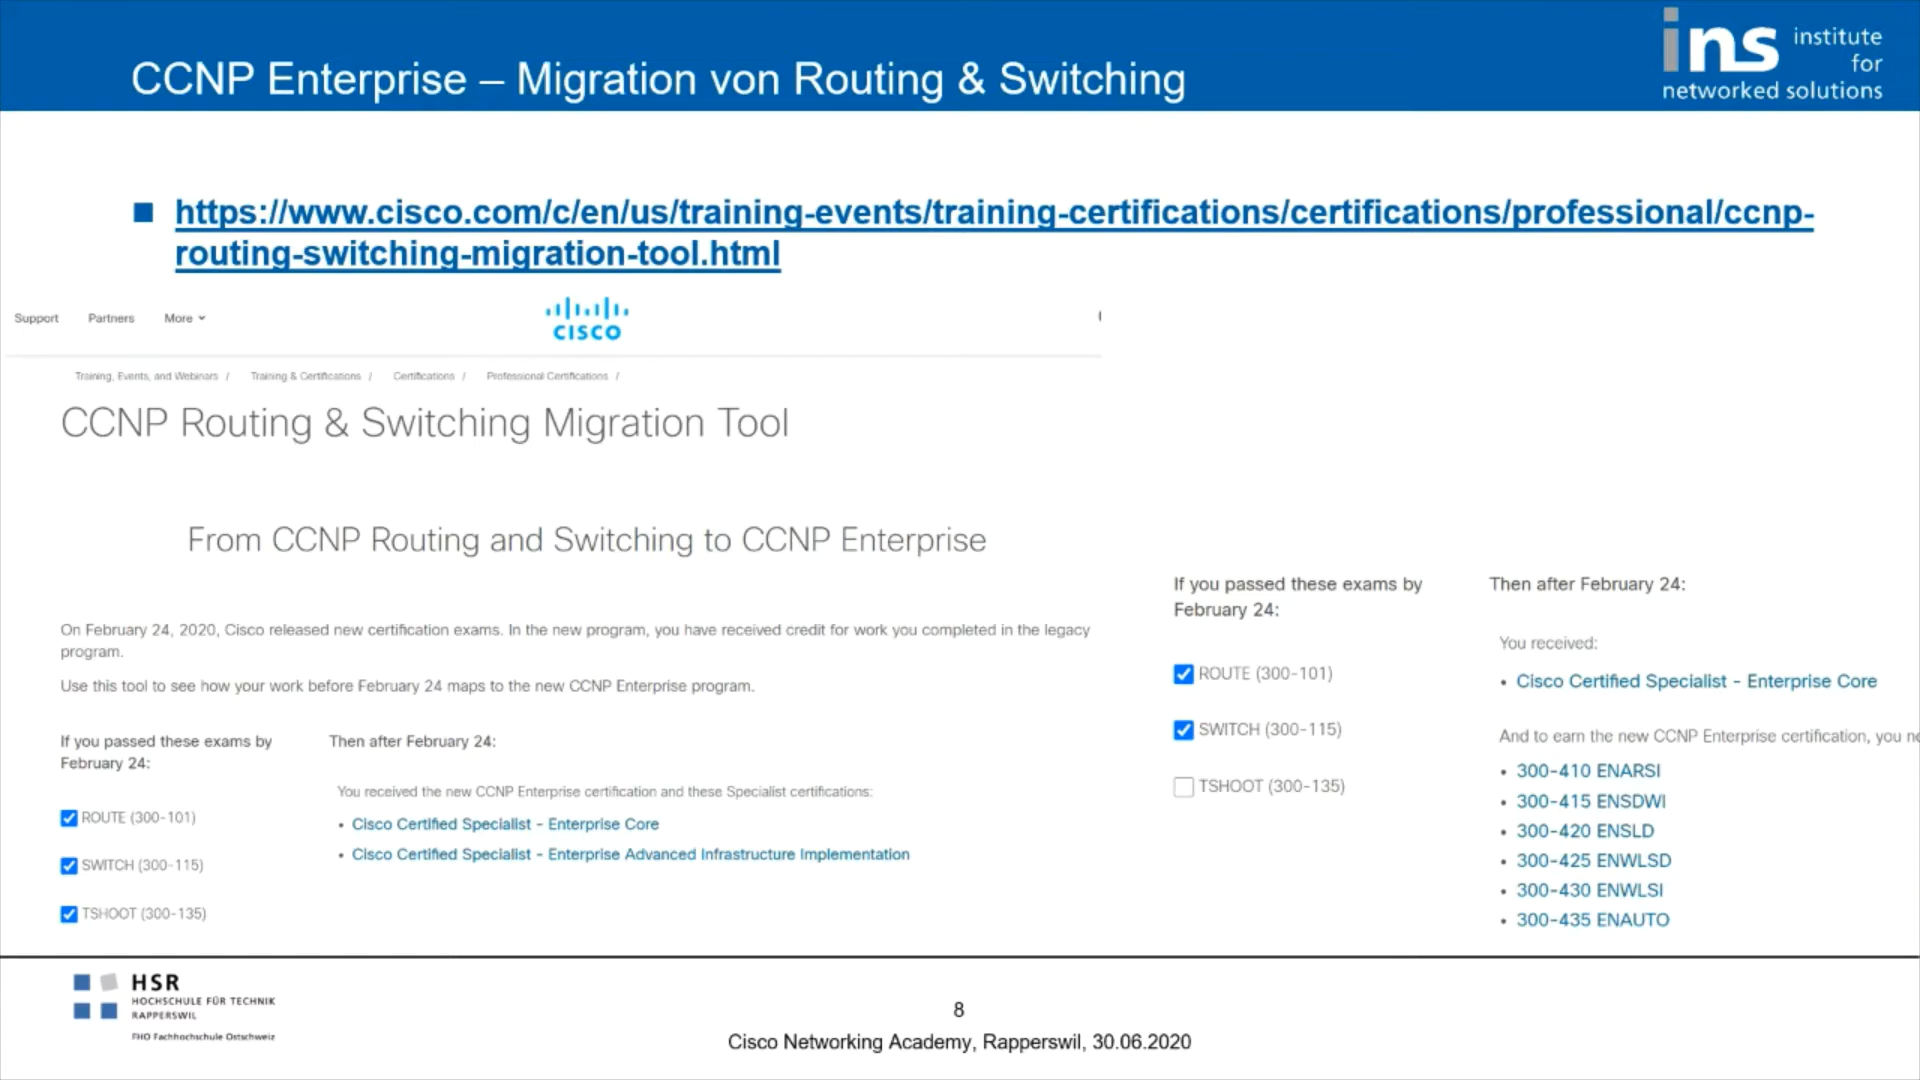 CCNP Enterprise – Migration von Routing & Switching
ins institute
for
networked solutions
https://www.cisco.com/c/en/us/training-events/training-certifications/certifications/professional/ccnp-
routing-switching-migration-tool.html
Support Partners More
CISCO
Training, Events, and Webinars / Training & Certifications / Certifications / Professional Certifications /
CCNP Routing & Switching Migration Tool
From CCNP Routing and Switching to CCNP Enterprise
On February 24, 2020, Cisco released new certification exams. In the new program, you have received credit for work you completed in the legacy
program.
Use this tool to see how your work before February 24 maps to the new CCNP Enterprise program.
If you passed these exams by
February 24:
ROUTE (300-101)
SWITCH (300-115)
TSHOOT (300-135)
Then after February 24:
You received the new CCNP Enterprise certification and these Specialist certifications:
• Cisco Certified Specialist - Enterprise Core
• Cisco Certified Specialist - Enterprise Advanced Infrastructure Implementation
If you passed these exams by
February 24:
ROUTE (300-101)
SWITCH (300-115)
TSHOOT (300-135)
Then after February 24:
You received:
• Cisco Certified Specialist - Enterprise Core
And to earn the new CCNP Enterprise certification, you
• 300-410 ENARSI
• 300-415 ENSDWI
• 300-420 ENSLD
• 300-425 ENWLSD
• 300-430 ENWLSI
• 300-435 ENAUTO
HSR
HOCHSCHULE FÜR TECHNIK
RAPPERSWIL
FHO Fachhochschule Ostschweiz
8
Cisco Networking Academy, Rapperswil, 30.06.2020